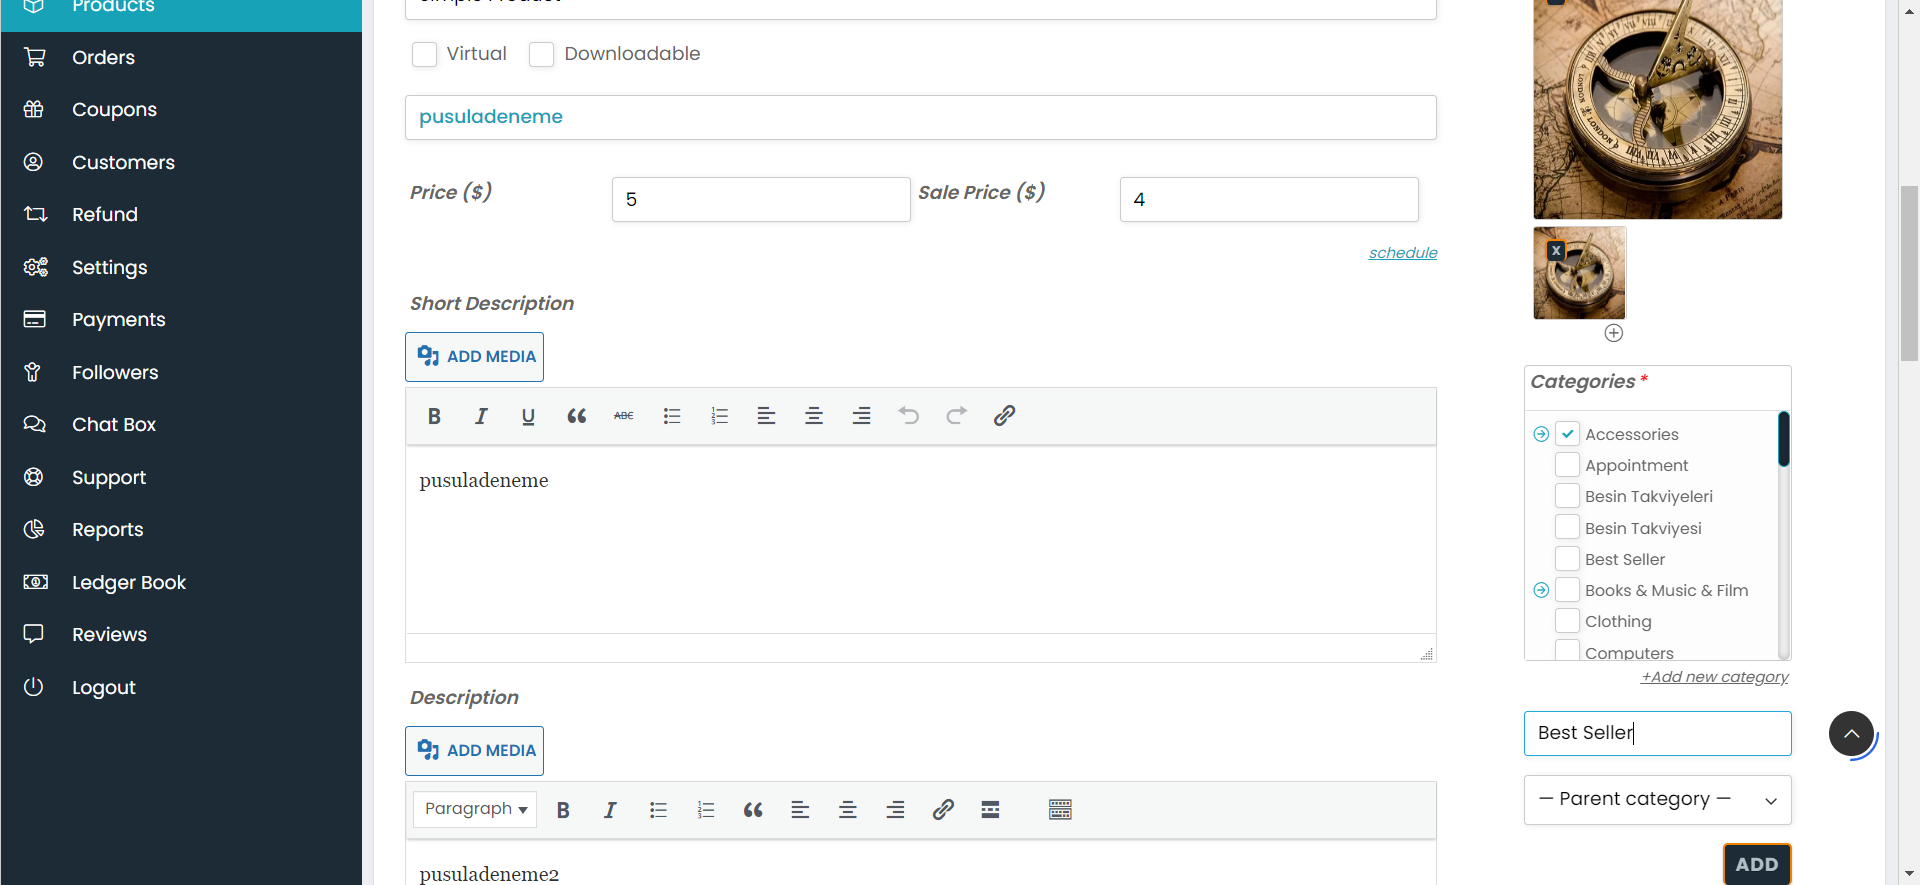 Products
Orders
Coupons
Customers
Refund
Settings
Payments
Followers
Chat Box
Support
Reports
Ledger Book
Reviews
Logout
Simple Product
Virtual Downloadable
pusuladeneme
Price ($) 5 Sale Price ($) 4
schedule
Short Description
ADD MEDIA
B I U ABC
pusuladeneme
Description
ADD MEDIA
Paragraph B I
pusuladeneme2
X
Categories *
Accessories
Appointment
Besin Takviyeleri
Besin Takviyesi
Best Seller
Books & Music & Film
Clothing
Computers
+Add new category
Best Seller
— Parent category —
ADD